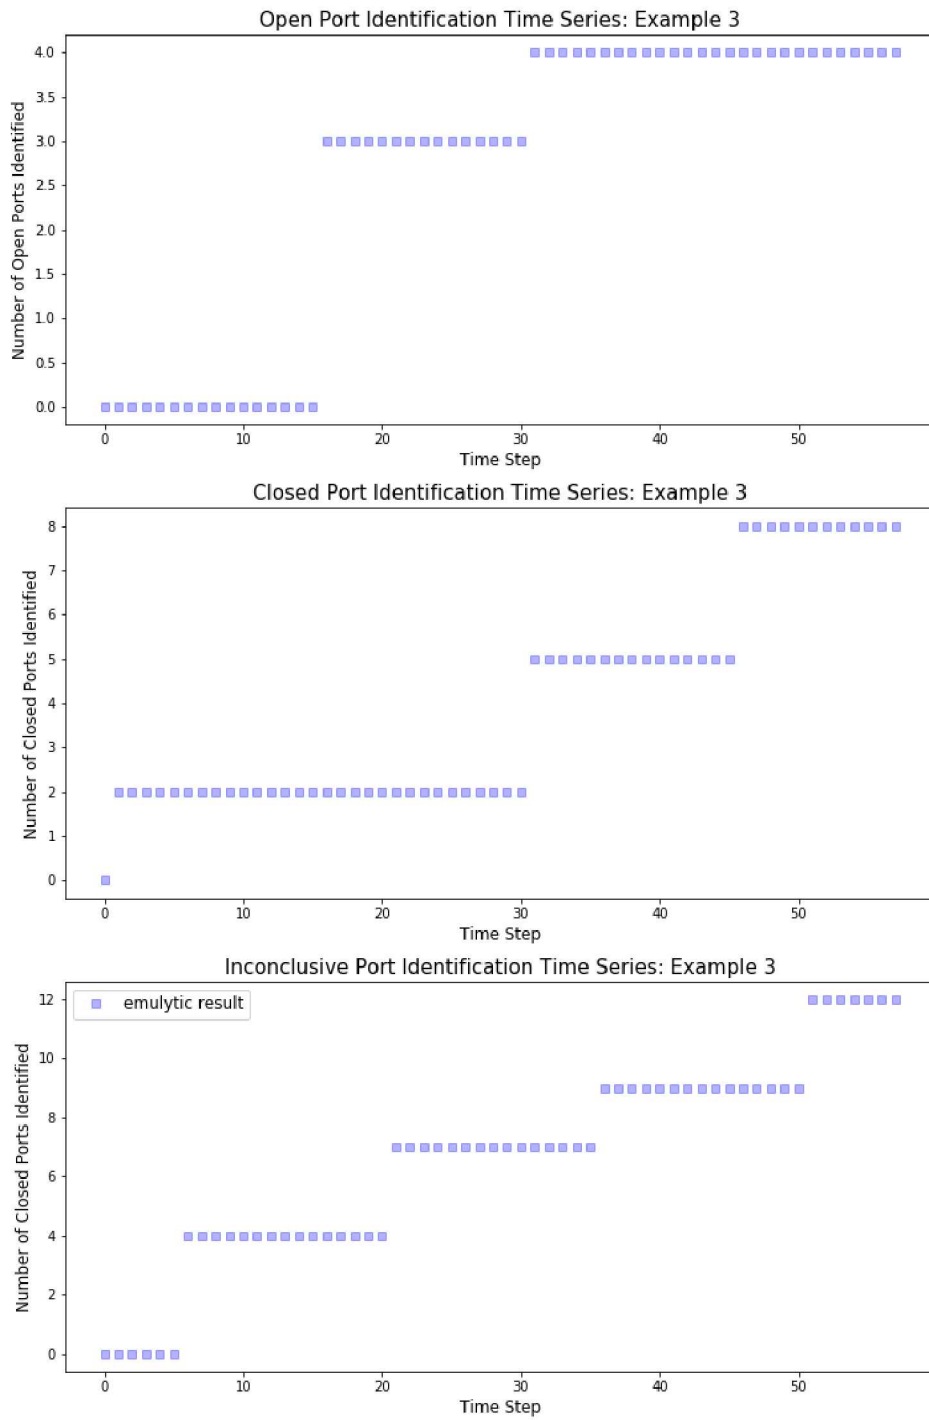 Open Port Identification Time Series: Example 3
Number of Open Ports Identified
4.0
3.5
3.0
2.5
2.0
1.5
1.0
0.5
0.0
0 10 20 30 40 50
Time Step
Closed Port Identification Time Series: Example 3
Number of Closed Ports Identified
8
7
6
5
4
3
2
1
0
0 10 20 30 40 50
Time Step
Inconclusive Port Identification Time Series: Example 3
emulytic result
Number of Closed Ports Identified
12
10
8
6
4
2
0
0 10 20 30 40 50
Time Step